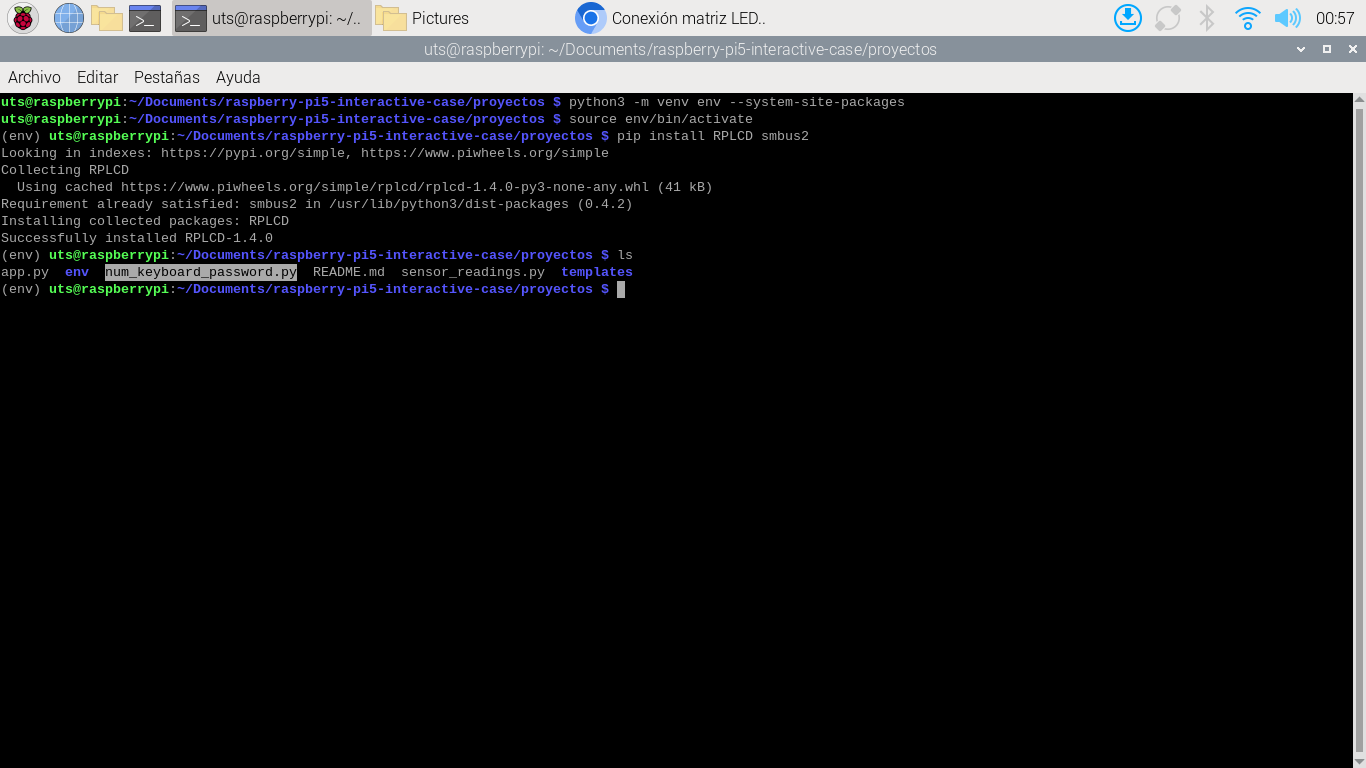 uts@raspberrypi: ~/.. Pictures Conexión matriz LED.. 00:57
uts@raspberrypi: ~/Documents/raspberry-pi5-interactive-case/proyectos
Archivo Editar Pestañas Ayuda
uts@raspberrypi:~/Documents/raspberry-pi5-interactive-case/proyectos $ python3 -m venv env --system-site-packages
uts@raspberrypi:~/Documents/raspberry-pi5-interactive-case/proyectos $ source env/bin/activate
(env) uts@raspberrypi:~/Documents/raspberry-pi5-interactive-case/proyectos $ pip install RPLCD smbus2
Looking in indexes: https://pypi.org/simple, https://www.piwheels.org/simple
Collecting RPLCD
  Using cached https://www.piwheels.org/simple/rplcd/rplcd-1.4.0-py3-none-any.whl (41 kB)
Requirement already satisfied: smbus2 in /usr/lib/python3/dist-packages (0.4.2)
Installing collected packages: RPLCD
Successfully installed RPLCD-1.4.0
(env) uts@raspberrypi:~/Documents/raspberry-pi5-interactive-case/proyectos $ ls
app.py  env  num_keyboard_password.py  README.md  sensor_readings.py  templates
(env) uts@raspberrypi:~/Documents/raspberry-pi5-interactive-case/proyectos $